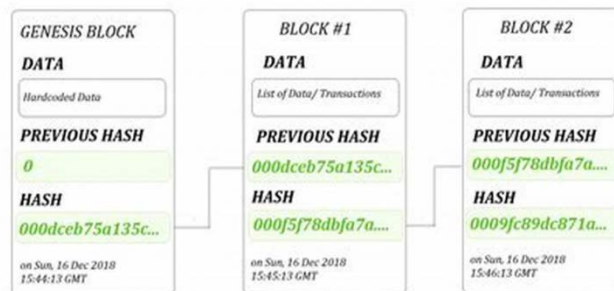 GENESIS BLOCK
DATA
Hardcoded Data
PREVIOUS HASH
0
HASH
000dceb75a135c...
on Sun, 16 Dec 2018
15:44:13 GMT
BLOCK #1
DATA
List of Data/ Transactions
PREVIOUS HASH
000dceb75a135c...
HASH
000f5f78dbfa7a....
on Sun, 16 Dec 2018
15:45:13 GMT
BLOCK #2
DATA
List of Data/ Transactions
PREVIOUS HASH
000f5f78dbfa7a....
HASH
0009fc89dc871a...
on Sun, 16 Dec 2018
15:46:13 GMT